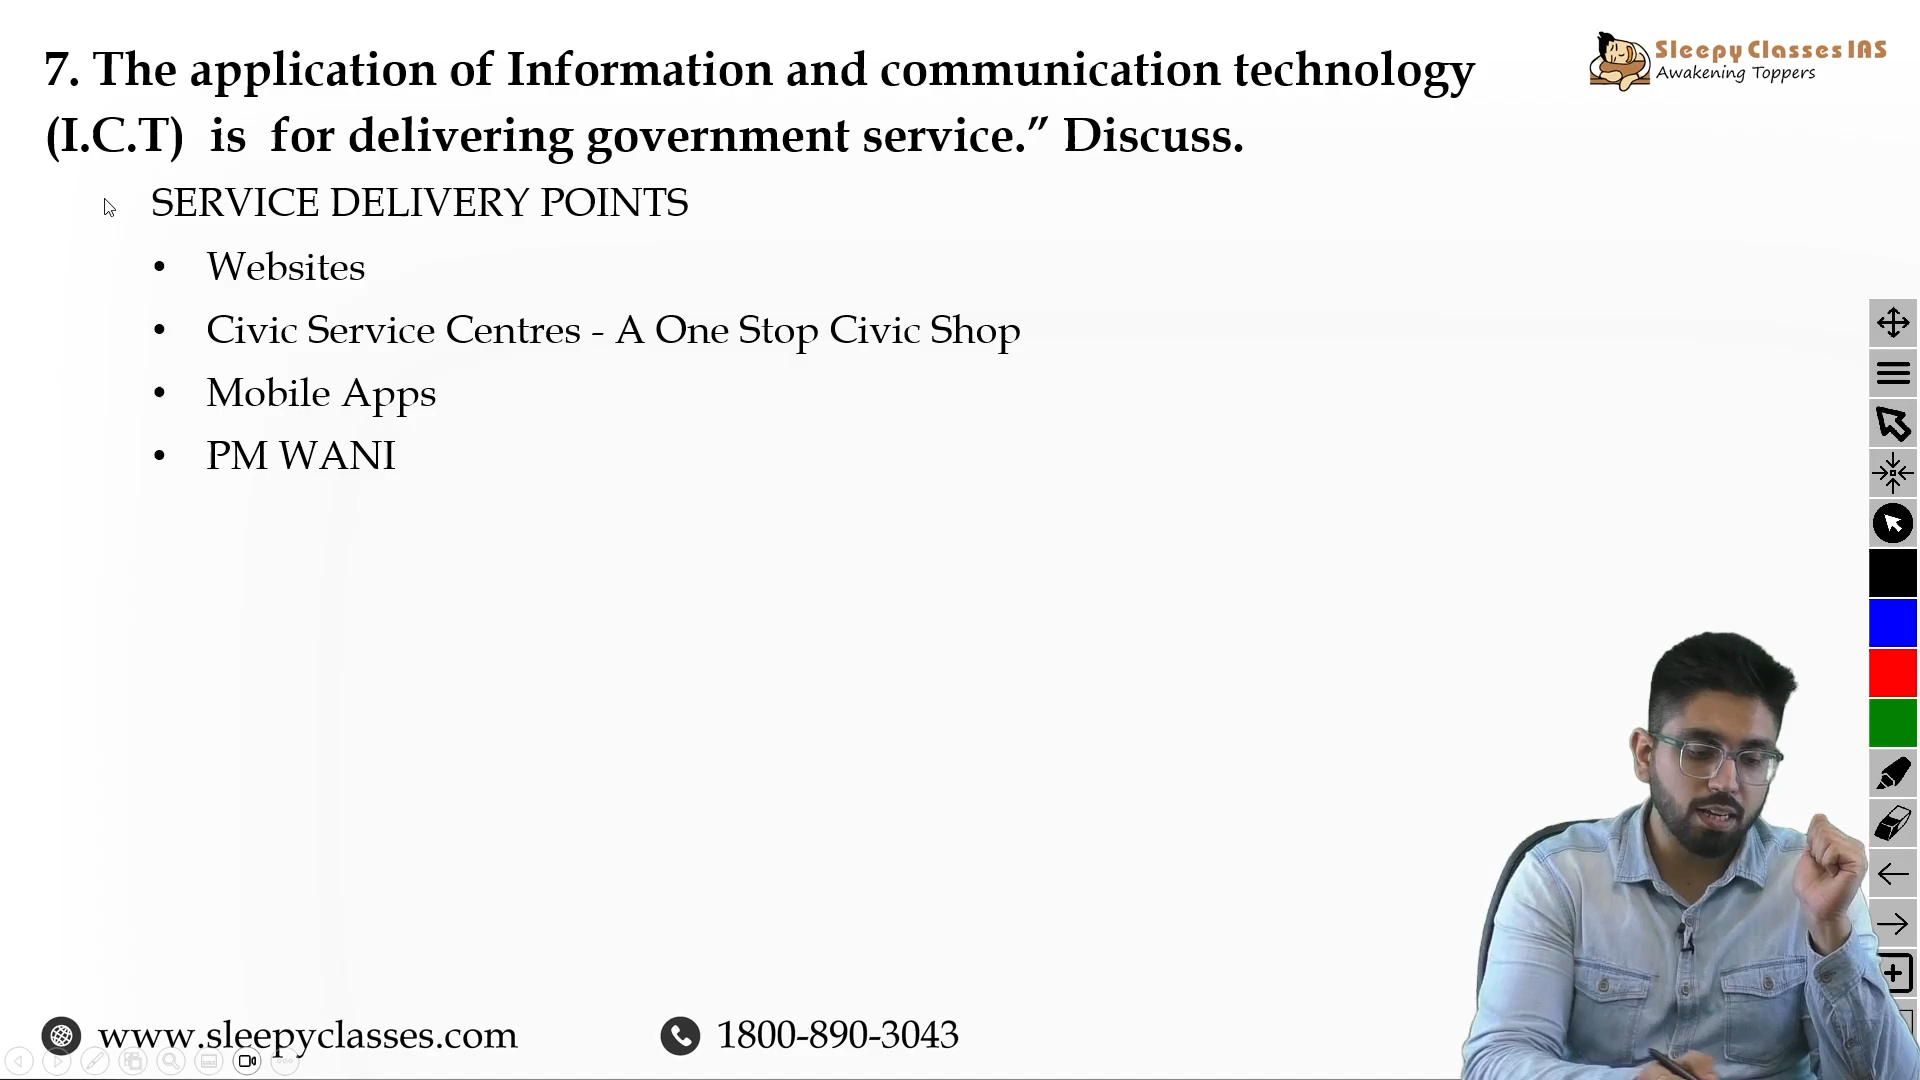 7. The application of Information and communication technology
(I.C.T) is for delivering government service.” Discuss.
Sleepy Classes IAS
Awakening Toppers
SERVICE DELIVERY POINTS
• Websites
• Civic Service Centres - A One Stop Civic Shop
• Mobile Apps
• PM WANI
www.sleepyclasses.com
1800-890-3043